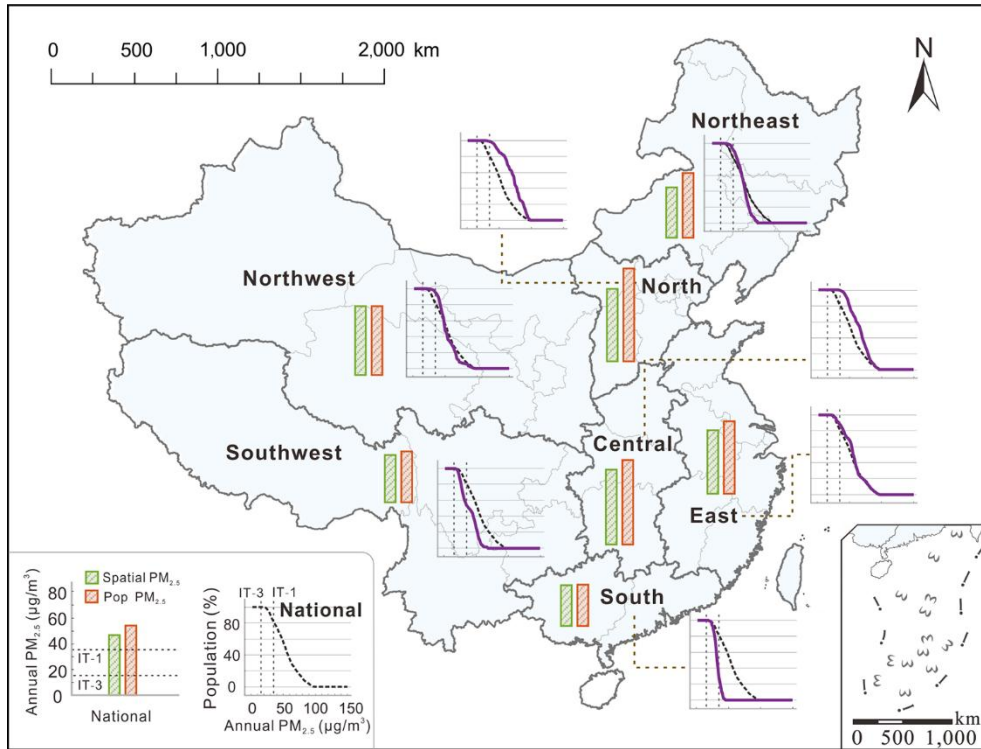 0 500 1,000 2,000 km
N
Northeast
Northwest
North
Southwest
Central
East
South
Spatial PM2.5
Pop PM2.5
Annual PM2.5 (μg/m³)
80
60
40
20
0
IT-1
IT-3
National
IT-3 IT-1
National
Population (%)
80
60
40
20
0
0 50 100 150
Annual PM2.5 (μg/m³)
km
0 500 1,000